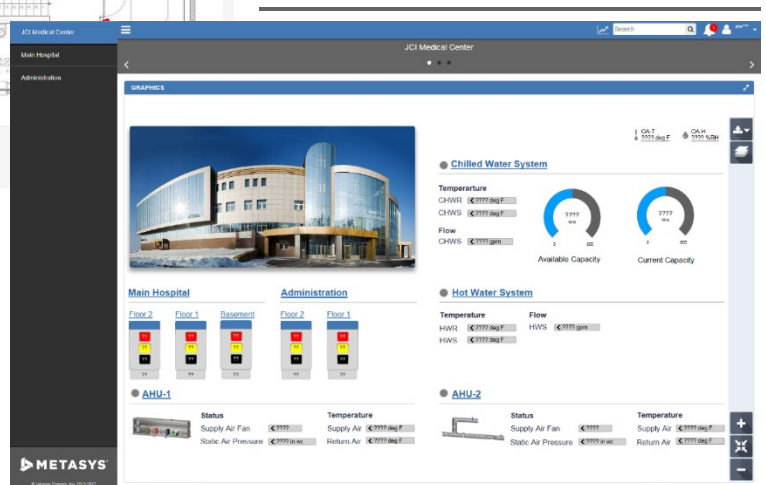 JCI Medical Center
Search
Main Hospital
JCI Medical Center
Administration
GRAPHICS
OA-T
???? deg F
OA-H
???? %RH
Chilled Water System
Temperarture
CHWR ???? deg F
CHWS ???? deg F
Flow
CHWS ???? gpm
????
????
Available Capacity
Current Capacity
Main Hospital
Administration
Hot Water System
Floor 2 Floor 1 Basement Floor 2 Floor 1
Temperature Flow
HWR ???? deg F HWS ???? gpm
HWS ???? deg F
?? ?? ?? ?? ??
?? ?? ?? ?? ??
?? ?? ?? ?? ??
?? ?? ?? ?? ??
AHU-1
Status Temperature
Supply Air Fan ???? Supply Air ???? deg F
Static Air Pressure ???? in wc Return Air ???? deg F
AHU-2
Status Temperature
Supply Air Fan ???? Supply Air ???? deg F
Static Air Pressure ???? in wc Return Air ???? deg F
METASYS